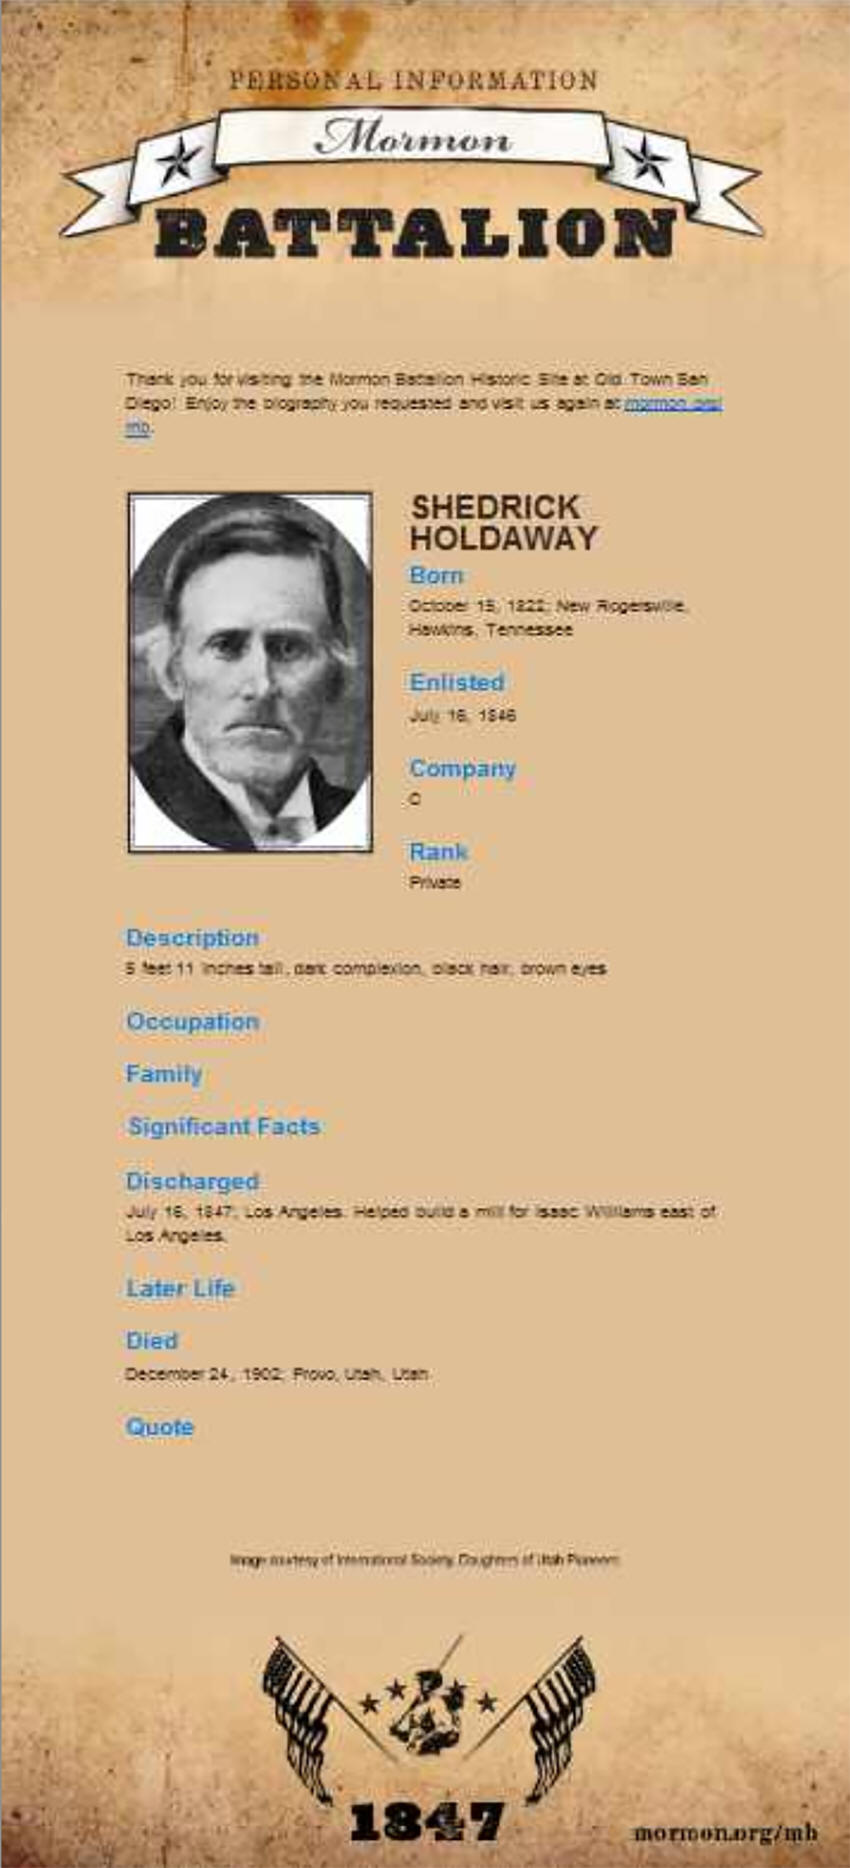 PERSONAL INFORMATION
Mormon
BATTALION
Thank you for visiting the Mormon Battalion Historic Site at Old Town San
Diego! Enjoy the biography you requested and visit us again at mormon.org/
mb.
SHEDRICK
HOLDAWAY
Born
October 15, 1822; New Rogersville,
Hawkins, Tennessee
Enlisted
July 16, 1846
Company
C
Rank
Private
Description
5 feet 11 inches tall, dark complexion, black hair, brown eyes
Occupation
Family
Significant Facts
Discharged
July 16, 1847; Los Angeles. Helped build a mill for Isaac Williams east of
Los Angeles.
Later Life
Died
December 24, 1902; Provo, Utah, Utah
Quote
Image courtesy of International Society, Daughters of Utah Pioneers
1847
mormon.org/mb